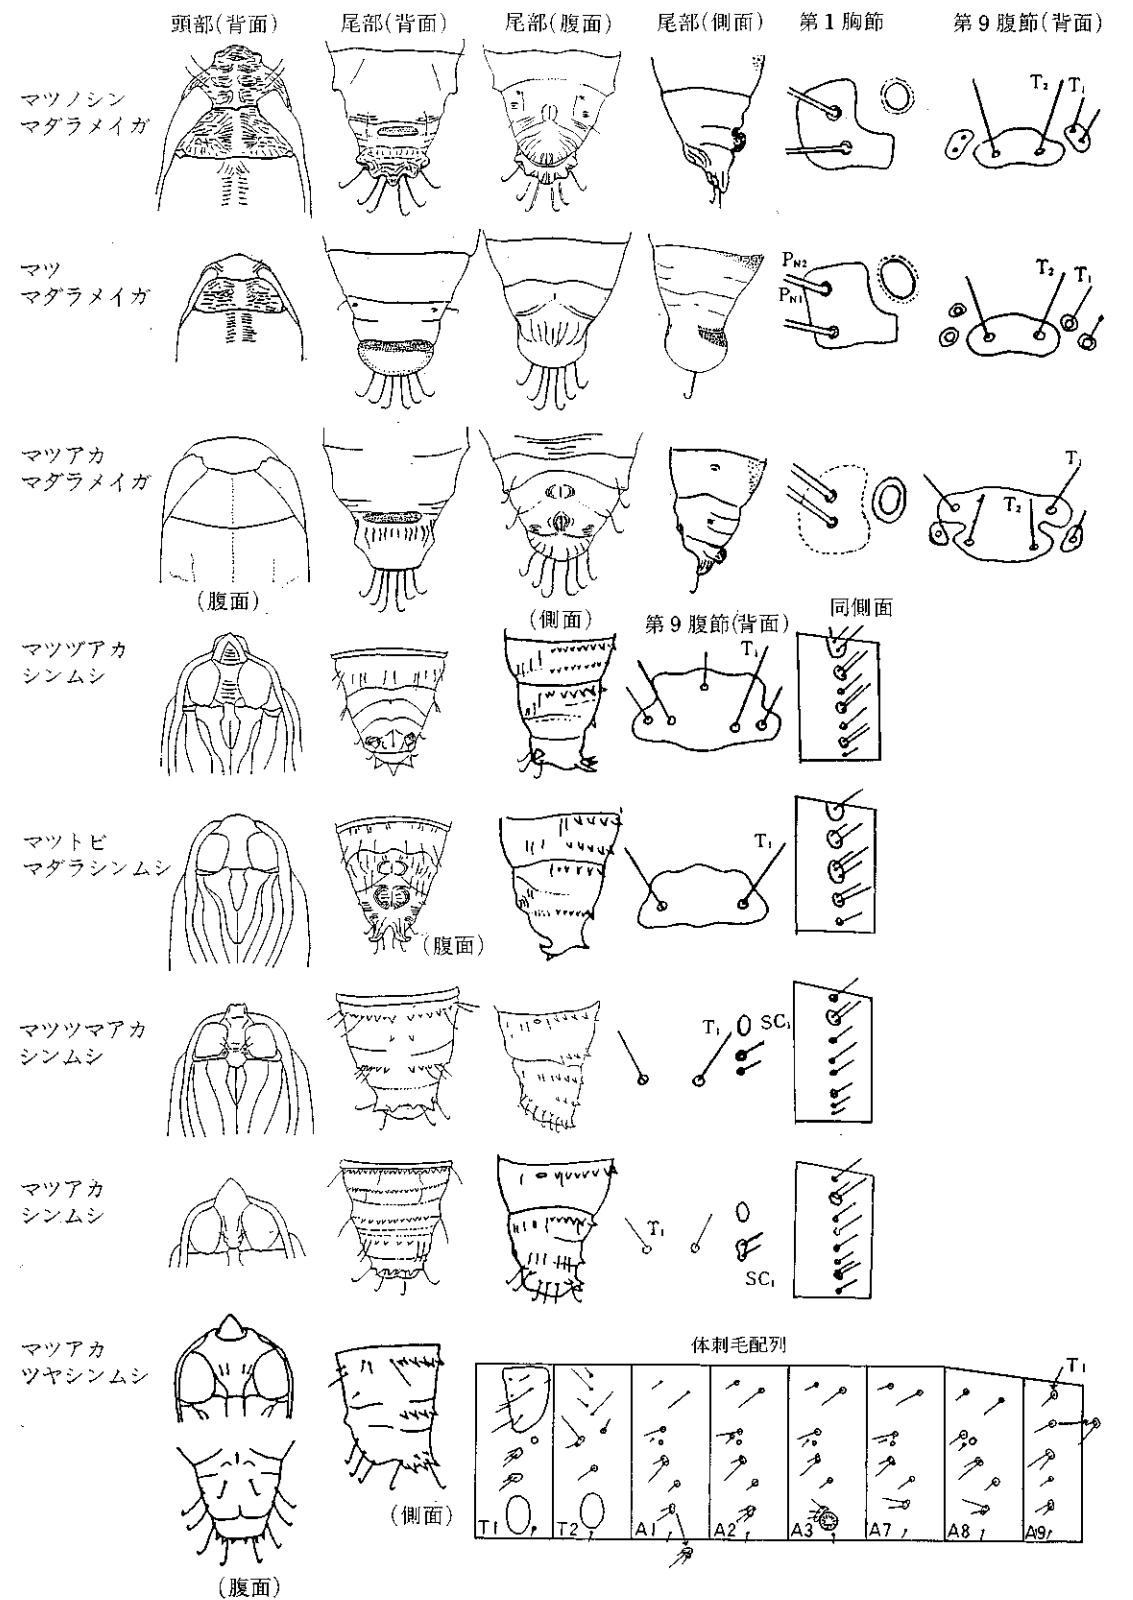 頭部(背面) 尾部(背面) 尾部(腹面) 尾部(側面) 第1胸節 第9腹節(背面)
マツノシン
マダラメイガ
T₂ T₁
マツ
マダラメイガ
PN2
PN1
T₂ T₁
マツアカ
マダラメイガ
T₁
T₂
(腹面)
(側面)
第9腹節(背面)
同側面
マツヅアカ
シンムシ
T₁
マツトビ
マダラシンムシ
T₁
(腹面)
マツツマアカ
シンムシ
T₁ SC₁
マツアカ
シンムシ
T₁
SC₁
マツアカ
ツヤシンムシ
体刺毛配列
T1
(側面)
T1 T2 A1 A2 A3 A7 A8 A9
(腹面)